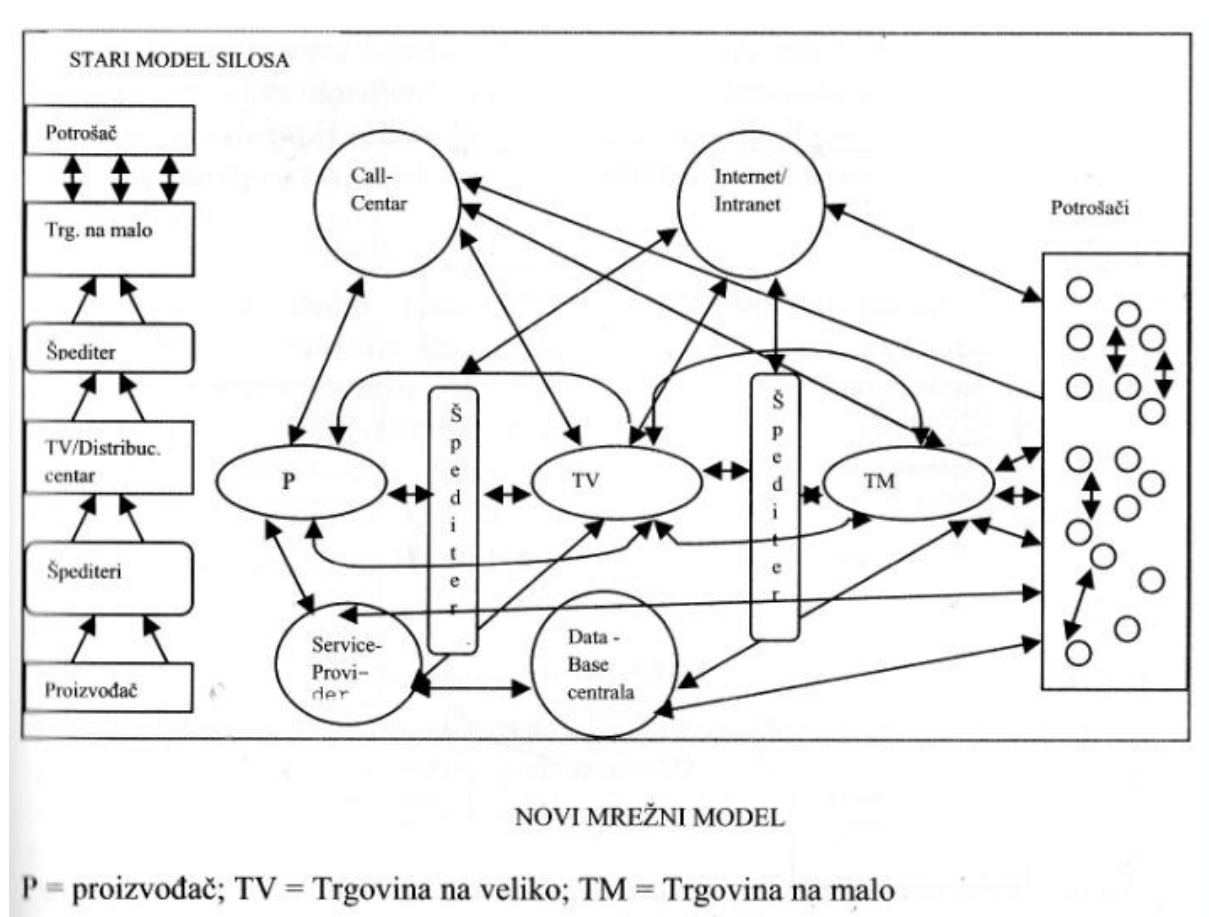 STARI MODEL SILOSA
Potrošač
Trg. na malo
Špediter
TV/Distribuc.
centar
Špediteri
Proizvođač
Call-
Centar
Internet/
Intranet
Potrošači
P
Špediter
TV
Špediter
TM
Service-
Provi–
der
Data -
Base
centrala
NOVI MREŽNI MODEL
P = proizvođač; TV = Trgovina na veliko; TM = Trgovina na malo